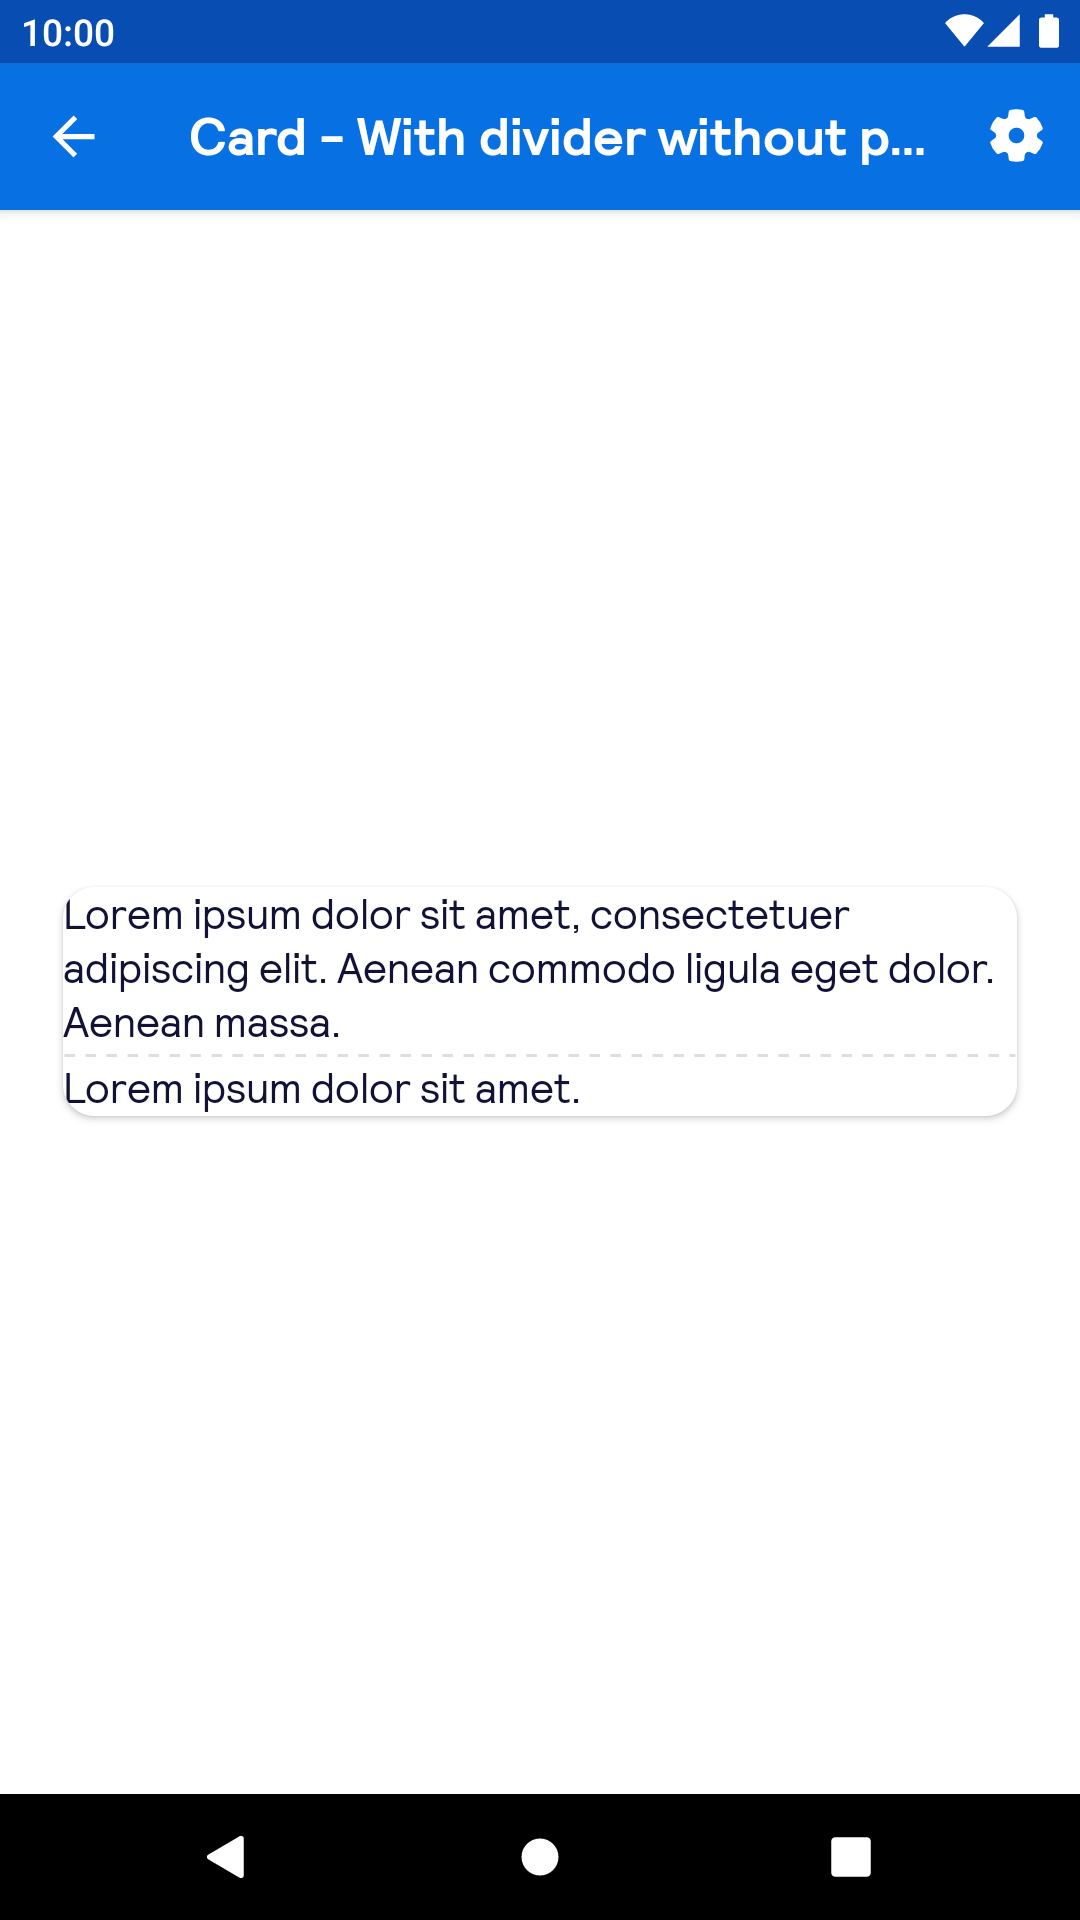 10:00
Card - With divider without p...
Lorem ipsum dolor sit amet, consectetuer
adipiscing elit. Aenean commodo ligula eget dolor.
Aenean massa.
Lorem ipsum dolor sit amet.